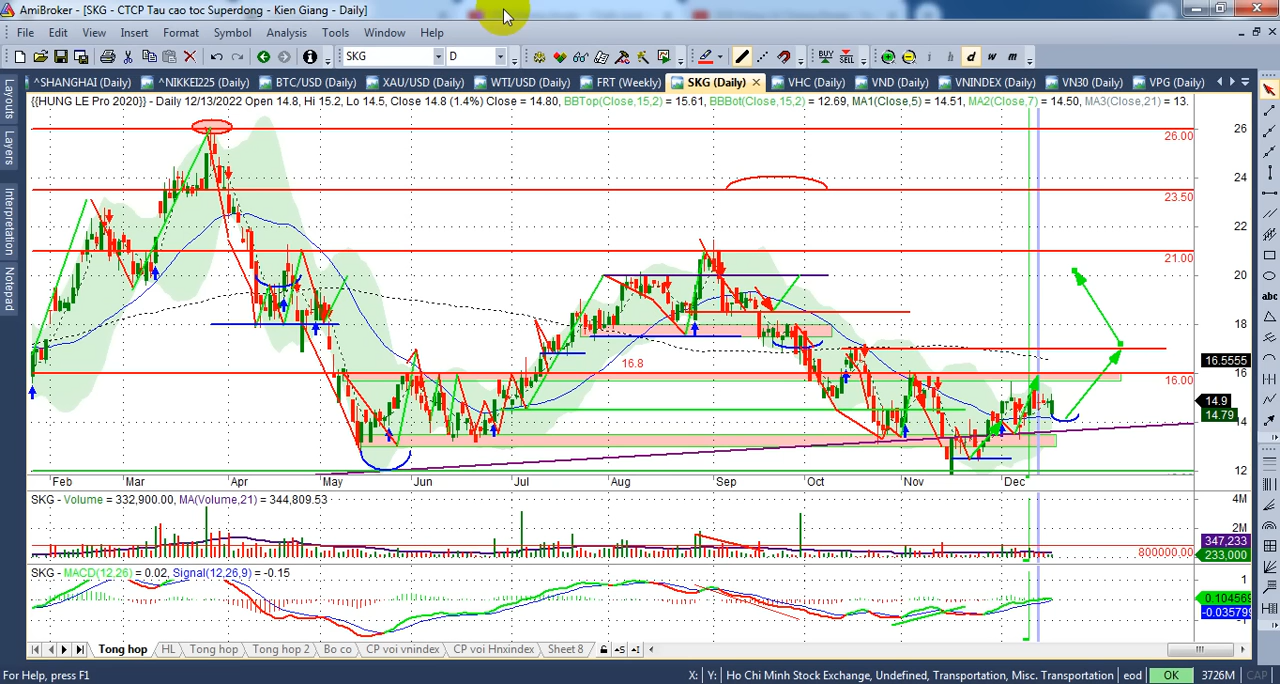 AmiBroker - [SKG - CTCP Tau cao toc Superdong - Kien Giang - Daily]
File Edit View Insert Format Symbol Analysis Tools Window Help
SKG D BUY SELL i h d w m
^SHANGHAI (Daily) ^NIKKEI225 (Daily) BTC/USD (Daily) XAU/USD (Daily) WTI/USD (Daily) FRT (Weekly) SKG (Daily) VHC (Daily) VND (Daily) VNINDEX (Daily) VN30 (Daily) VPG (Daily)
Layouts
Layers
Interpretation
Notepad
{{HUNG LE Pro 2020}} - Daily 12/13/2022 Open 14.8, Hi 15.2, Lo 14.5, Close 14.8 (1.4%) Close = 14.80, BBTop(Close,15,2) = 15.61, BBBot(Close,15,2) = 12.69, MA1(Close,5) = 14.51, MA2(Close,7) = 14.50, MA3(Close,21) = 13.
26
26.00
24
23.50
22
21.00
20
18
16.5555
16.8
16
16.00
14.9
14.79
14
12
abc
Feb Mar Apr May Jun Jul Aug Sep Oct Nov Dec
SKG - Volume = 332,900.00, MA(Volume,21) = 344,809.53
4M
2M
347,233
800000.00
233,000
SKG - MACD(12,26) = 0.02, Signal(12,26,9) = -0.15
1
0.104569
-0.035799
-1
Tong hop HL Tong hop Tong hop 2 Bo co CP voi vnindex CP voi Hnxindex Sheet 8
For Help, press F1 X: Y: Ho Chi Minh Stock Exchange, Undefined, Transportation, Misc. Transportation eod OK 3726M CAP